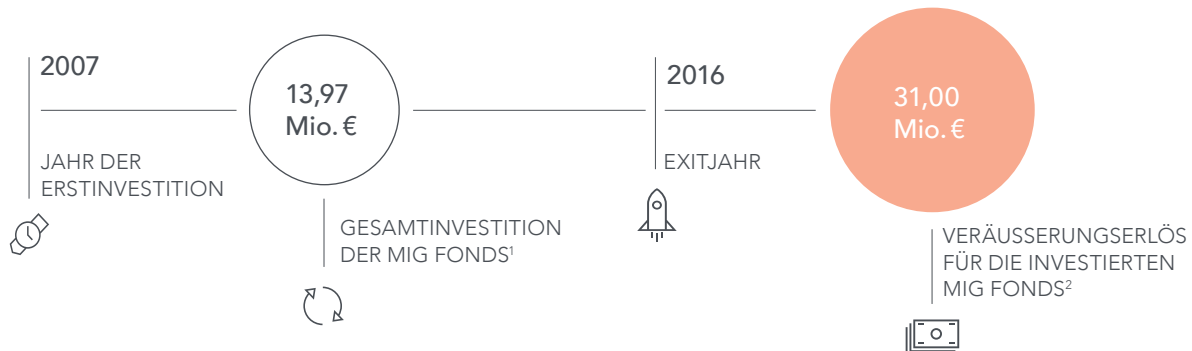 2007
JAHR DER
ERSTINVESTITION
13,97
Mio. €
GESAMTINVESTITION
DER MIG FONDS¹
2016
EXITJAHR
31,00
Mio. €
VERÄUSSERUNGSERLÖS
FÜR DIE INVESTIERTEN
MIG FONDS²